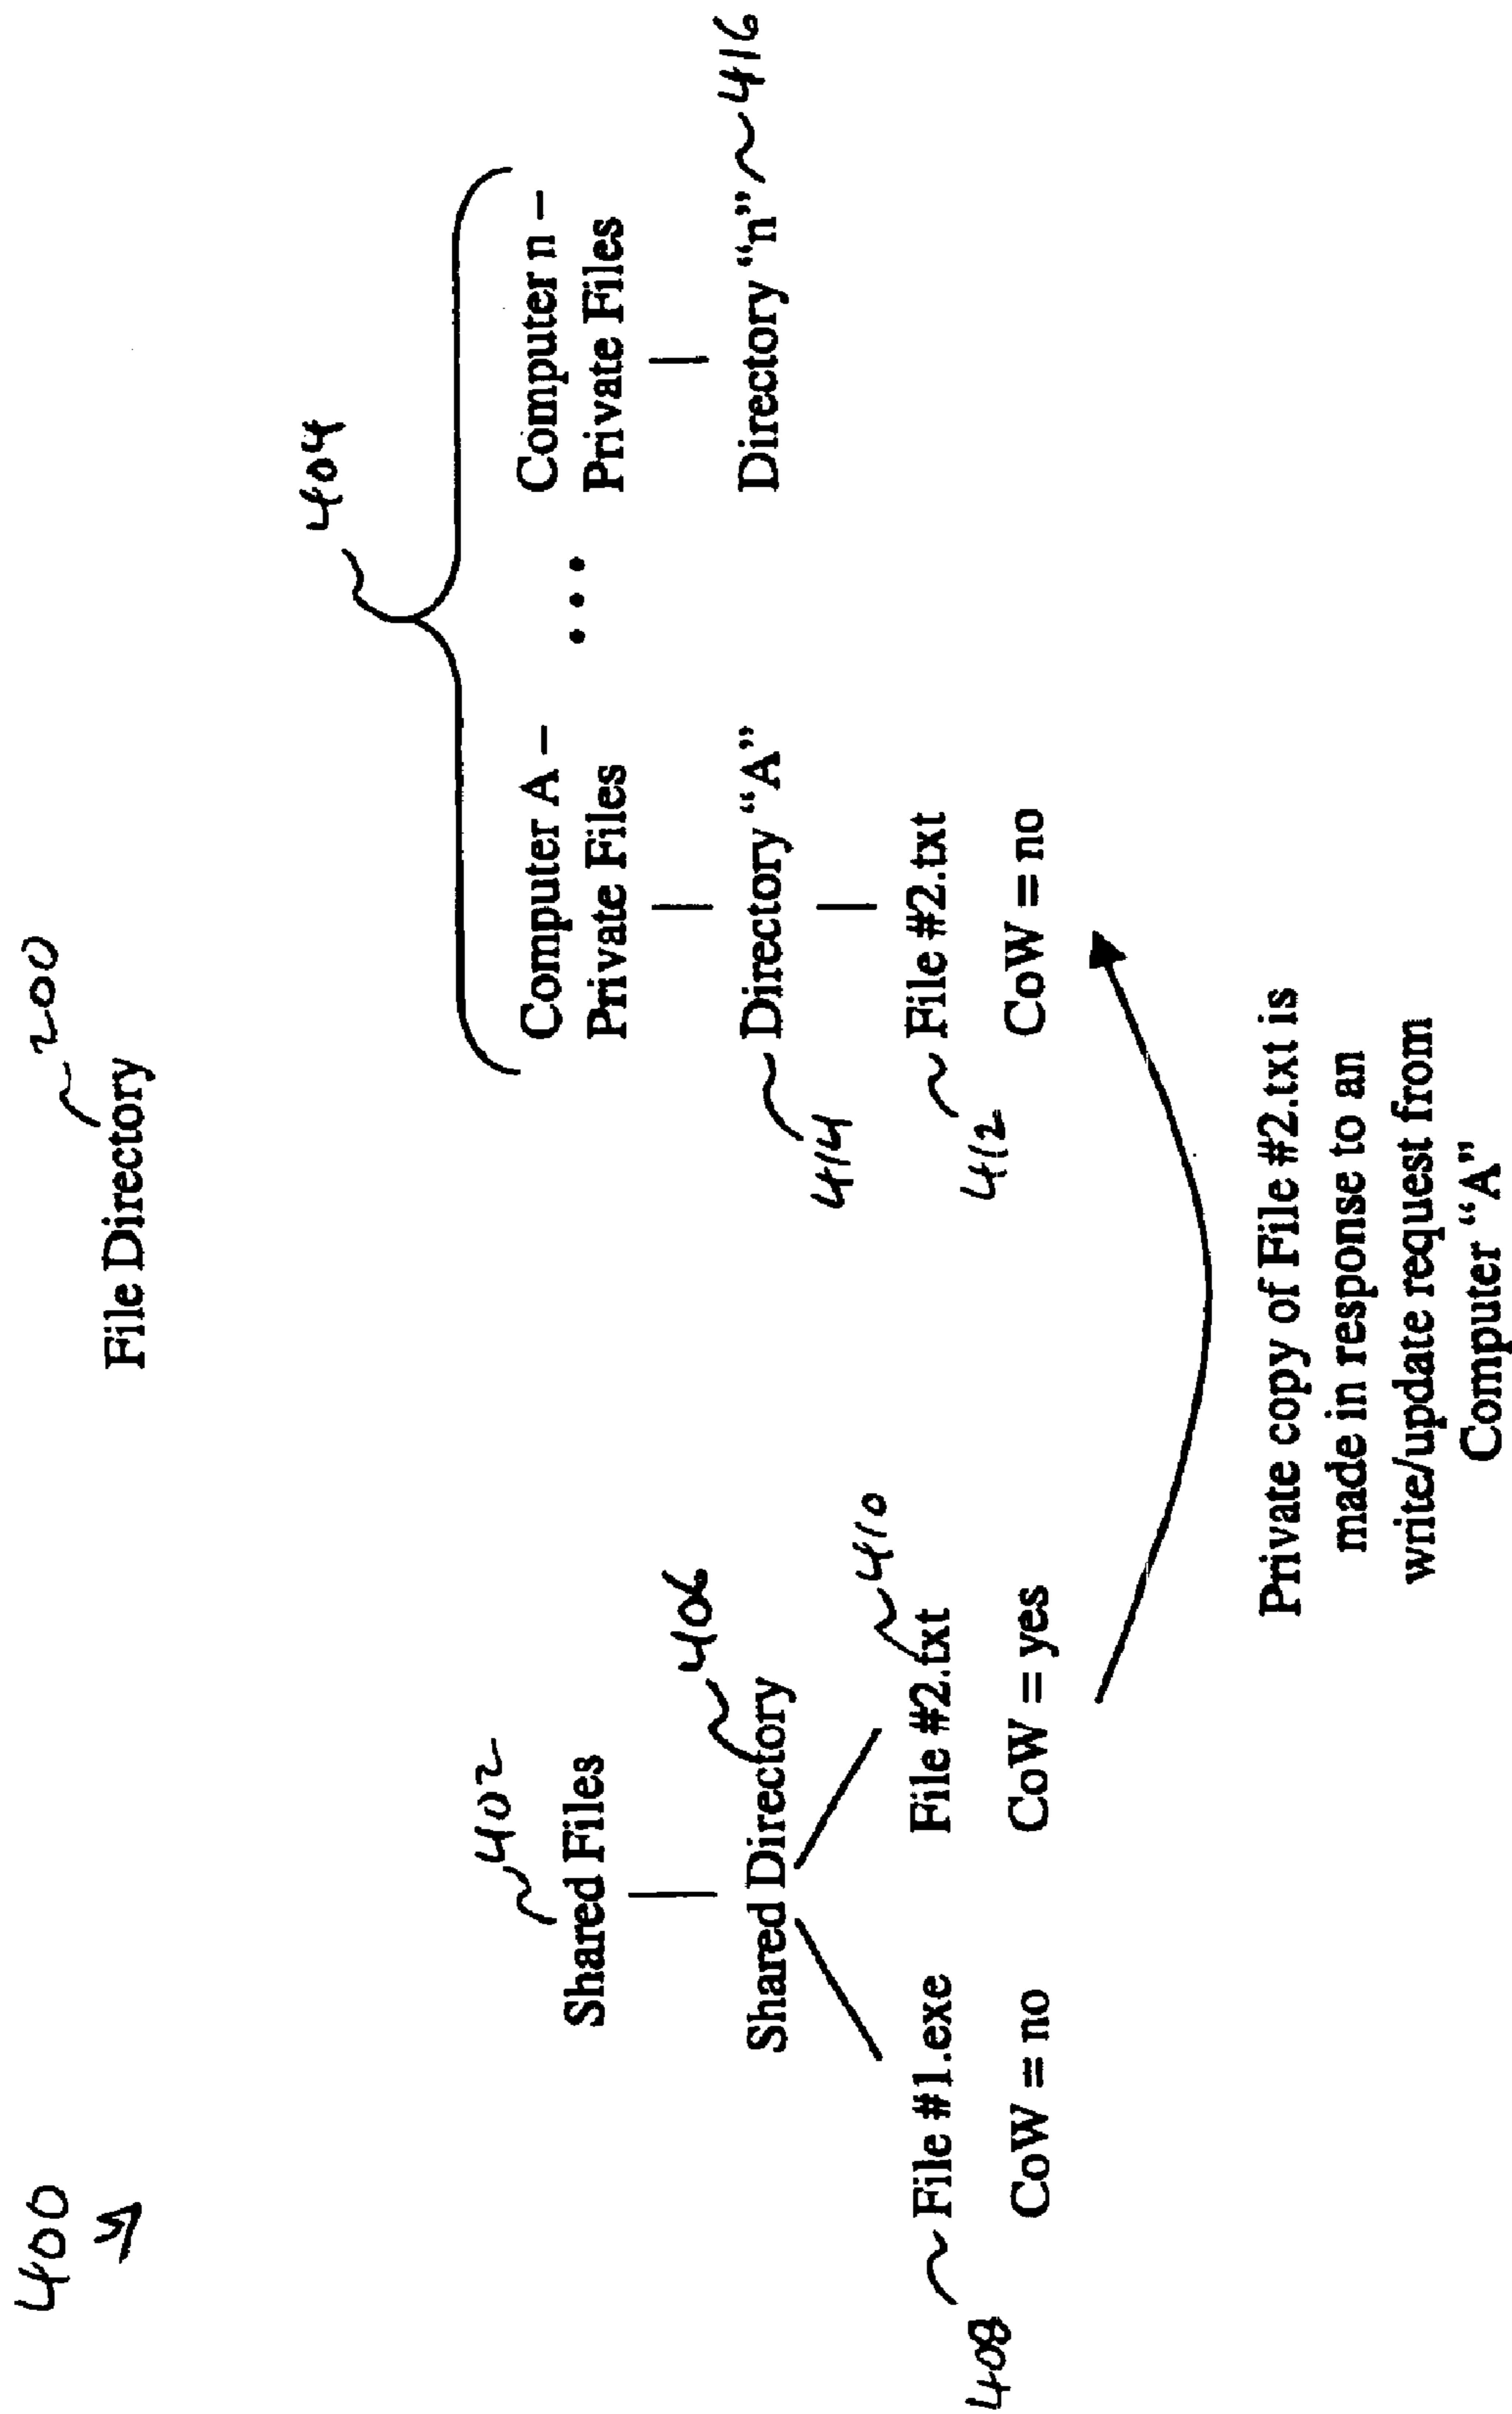 400
200
File Directory
404
402
Shared Files
Computer A –
Private Files
• • •
Computer n –
Private Files
406
Shared Directory
414
Directory “A”
Directory “n”
416
408
File #1.exe
CoW = no
410
File #2.txt
CoW = yes
412
File #2.txt
CoW = no
Private copy of File #2.txt is
made in response to an
write/update request from
Computer “A”